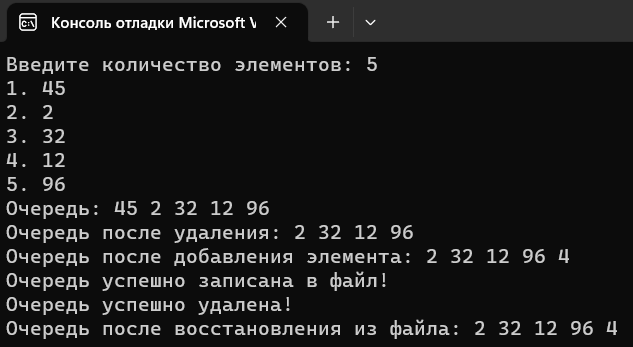 Консоль отладки Microsoft V
Введите количество элементов: 5
1. 45
2. 2
3. 32
4. 12
5. 96
Очередь: 45 2 32 12 96
Очередь после удаления: 2 32 12 96
Очередь после добавления элемента: 2 32 12 96 4
Очередь успешно записана в файл!
Очередь успешно удалена!
Очередь после восстановления из файла: 2 32 12 96 4